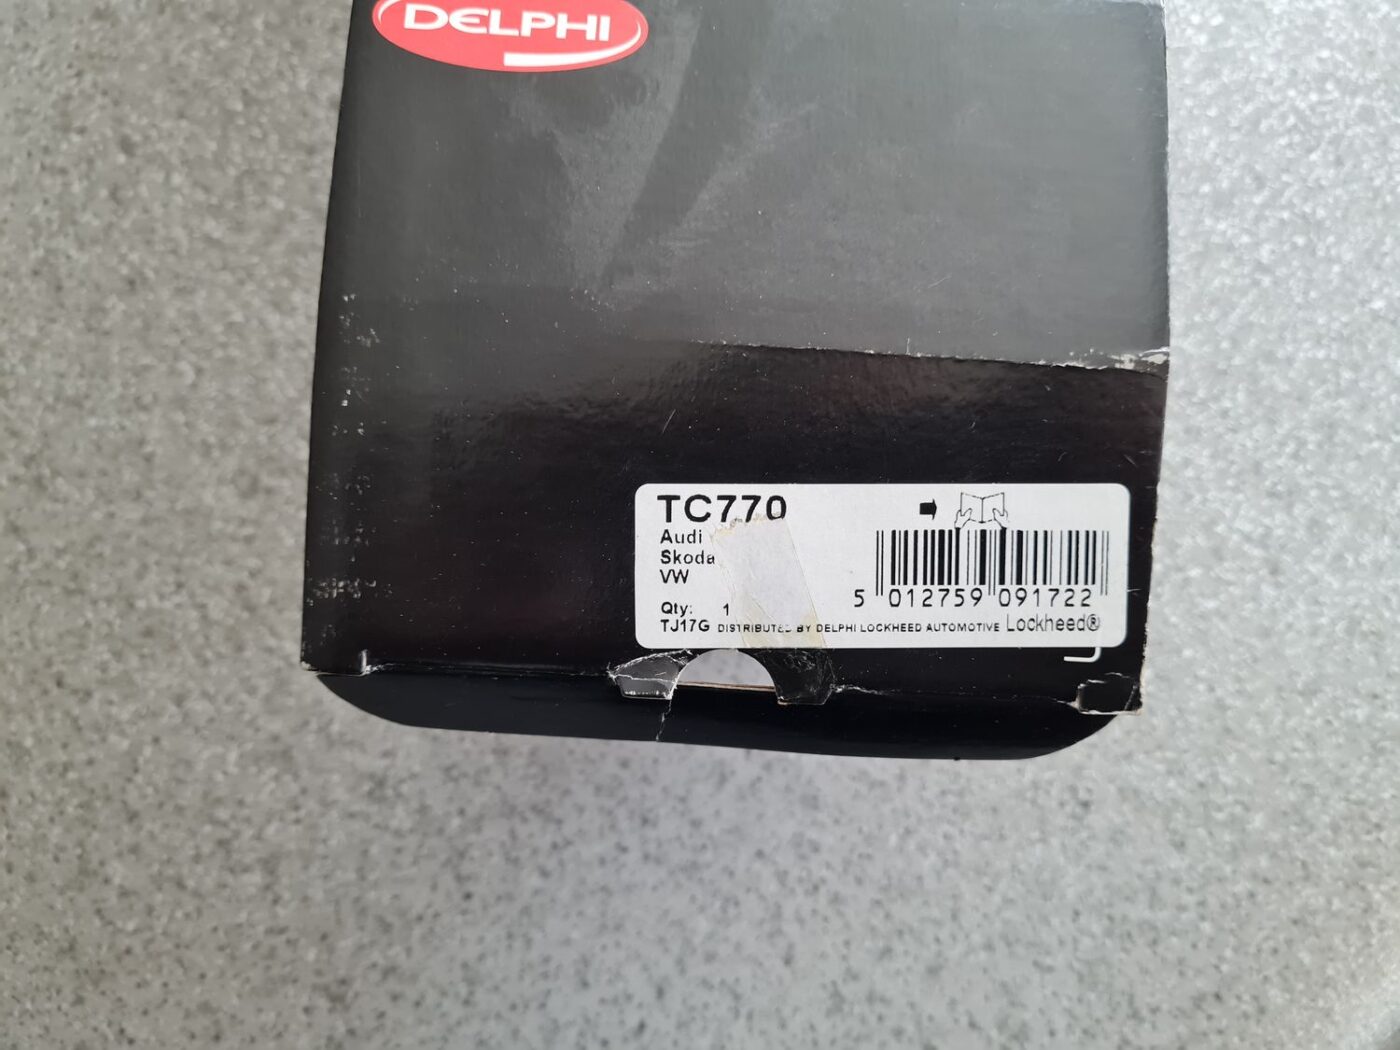 DELPHI
TC770
Audi
Skoda
VW
Qty: 1
5 012759 091722
TJ17G DISTRIBUTED BY DELPHI LOCKHEED AUTOMOTIVE Lockheed®